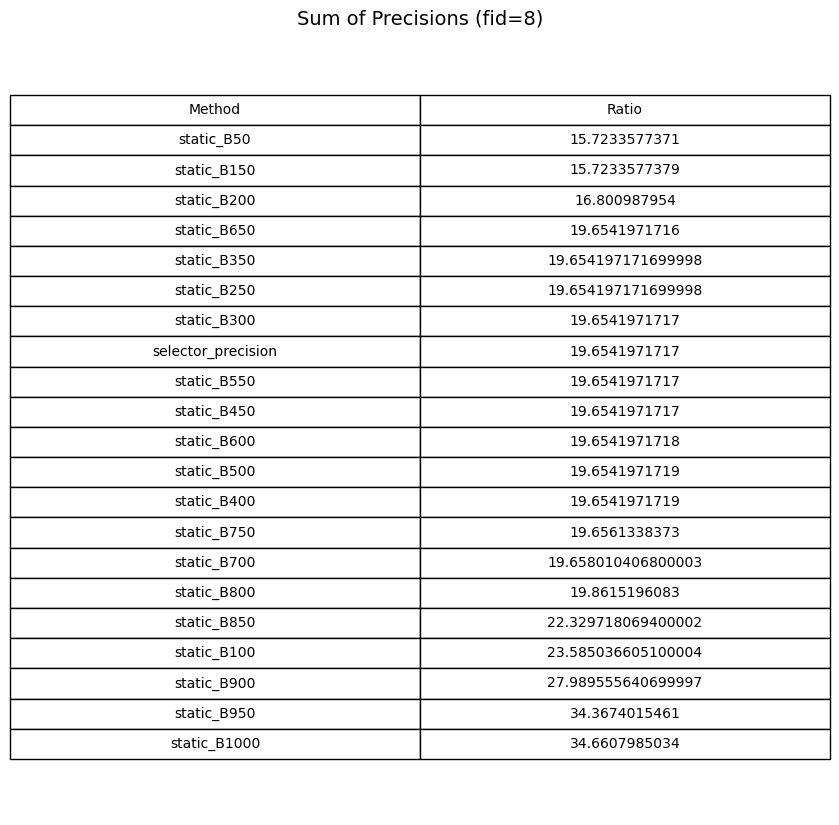 Sum of Precisions (fid=8)
Method Ratio
static_B50 15.7233577371
static_B150 15.7233577379
static_B200 16.800987954
static_B650 19.6541971716
static_B350 19.654197171699998
static_B250 19.654197171699998
static_B300 19.6541971717
selector_precision 19.6541971717
static_B550 19.6541971717
static_B450 19.6541971717
static_B600 19.6541971718
static_B500 19.6541971719
static_B400 19.6541971719
static_B750 19.6561338373
static_B700 19.658010406800003
static_B800 19.8615196083
static_B850 22.329718069400002
static_B100 23.585036605100004
static_B900 27.989555640699997
static_B950 34.3674015461
static_B1000 34.6607985034